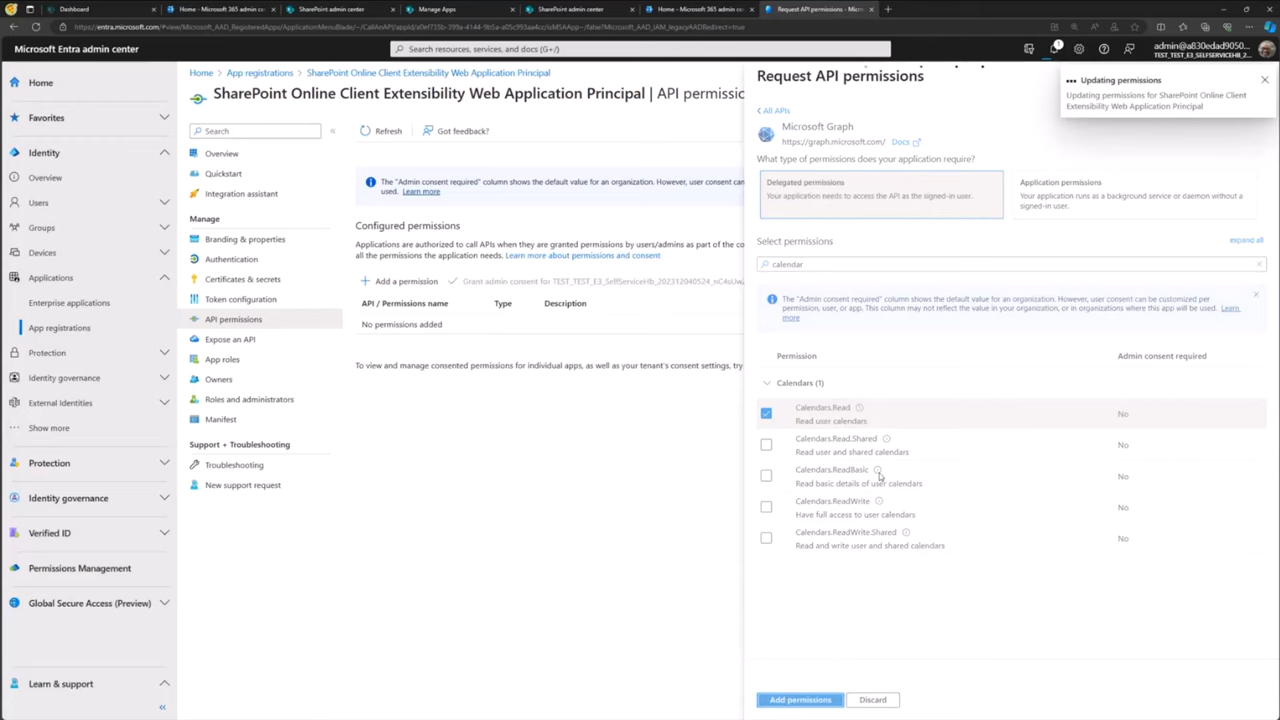 Dashboard
Home - Microsoft 365 admin cen
SharePoint admin center
Manage Apps
SharePoint admin center
Home - Microsoft 365 admin cen
Request API permissions - Micr
Microsoft Entra admin center
Search resources, services, and docs (G+/)
admin@a830edad9050...
Home
Favorites
Identity
Overview
Users
Groups
Devices
Applications
Enterprise applications
App registrations
Protection
Identity governance
External Identities
Show more
Protection
Identity governance
Verified ID
Permissions Management
Global Secure Access (Preview)
Learn & support
Home > App registrations > SharePoint Online Client Extensibility Web Application Principal
SharePoint Online Client Extensibility Web Application Principal | API permissio
Search
Overview
Quickstart
Integration assistant
Manage
Branding & properties
Authentication
Certificates & secrets
Token configuration
API permissions
Expose an API
App roles
Owners
Roles and administrators
Manifest
Support + Troubleshooting
Troubleshooting
New support request
Refresh
Got feedback?
The "Admin consent required" column shows the default value for an organization. However, user consent can
used. Learn more
Configured permissions
Applications are authorized to call APIs when they are granted permissions by users/admins as part of the co
all the permissions the application needs. Learn more about permissions and consent
Add a permission
Grant admin consent for
API / Permissions name Type Description
No permissions added
To view and manage consented permissions for individual apps, as well as your tenant's consent settings, try
Request API permissions
All APIs
Microsoft Graph
https://graph.microsoft.com/ Docs
What type of permissions does your application require?
Delegated permissions
Your application needs to access the API as the signed-in user.
Application permissions
Your application runs as a background service or daemon without a
signed-in user.
Select permissions
expand all
calendar
The "Admin consent required" column shows the default value for an organization. However, user consent can be customized per
permission, user, or app. This column may not reflect the value in your organization, or in organizations where this app will be used. Learn
more
Permission Admin consent required
Calendars (1)
Calendars.Read
Read user calendars
No
Calendars.Read.Shared
Read user and shared calendars
No
Calendars.ReadBasic
Read basic details of user calendars
No
Calendars.ReadWrite
Have full access to user calendars
No
Calendars.ReadWrite.Shared
Read and write user and shared calendars
No
Add permissions
Discard
Updating permissions
Updating permissions for SharePoint Online Client
Extensibility Web Application Principal